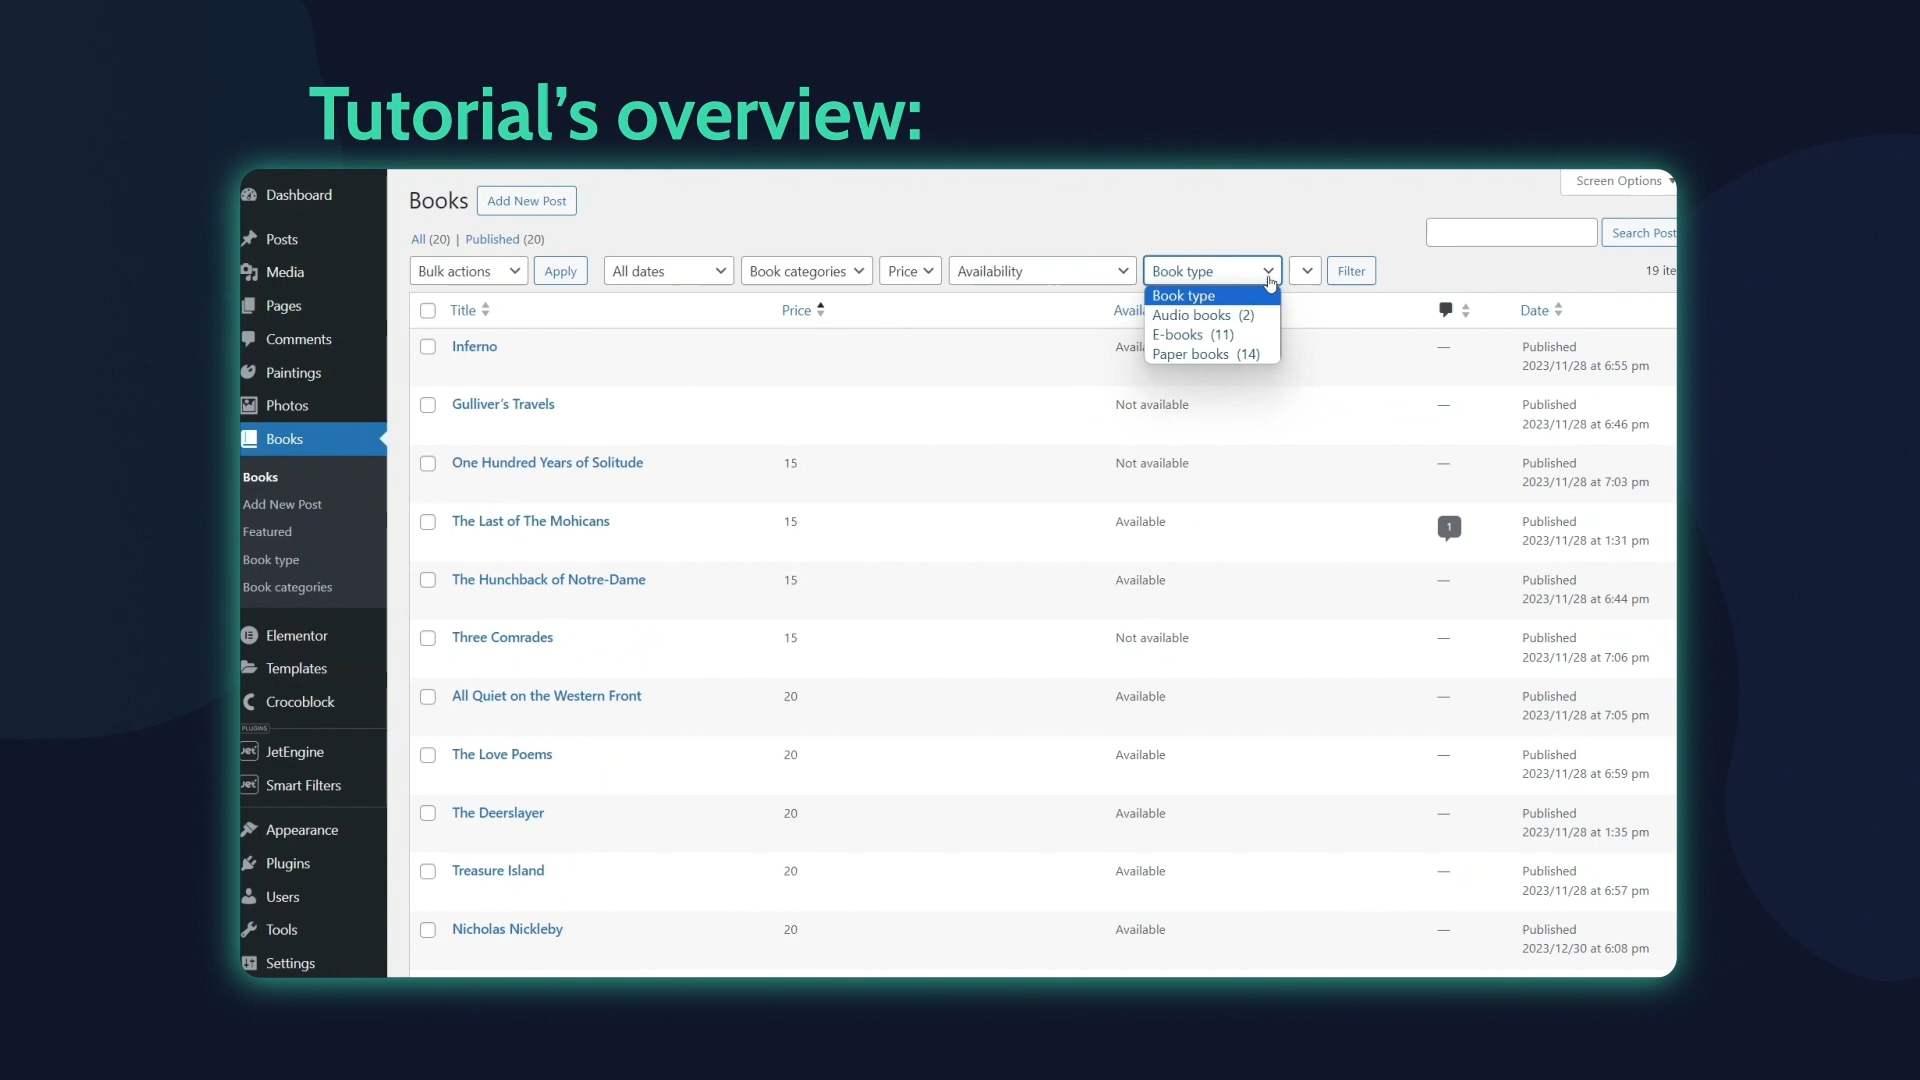 Tutorial’s overview:
Dashboard
Posts
Media
Pages
Comments
Paintings
Photos
Books
Books
Add New Post
Featured
Book type
Book categories
Elementor
Templates
Crocoblock
PLUGINS
JetEngine
Smart Filters
Appearance
Plugins
Users
Tools
Settings
Screen Options
Books Add New Post
All (20) | Published (20)
Search Post
Bulk actions Apply All dates Book categories Price Availability Book type Filter 19 ite
Book type
Audio books (2)
E-books (11)
Paper books (14)
Title Price Date
Inferno — Published
2023/11/28 at 6:55 pm
Gulliver’s Travels Not available — Published
2023/11/28 at 6:46 pm
One Hundred Years of Solitude 15 Not available — Published
2023/11/28 at 7:03 pm
The Last of The Mohicans 15 Available 1 Published
2023/11/28 at 1:31 pm
The Hunchback of Notre-Dame 15 Available — Published
2023/11/28 at 6:44 pm
Three Comrades 15 Not available — Published
2023/11/28 at 7:06 pm
All Quiet on the Western Front 20 Available — Published
2023/11/28 at 7:05 pm
The Love Poems 20 Available — Published
2023/11/28 at 6:59 pm
The Deerslayer 20 Available — Published
2023/11/28 at 1:35 pm
Treasure Island 20 Available — Published
2023/11/28 at 6:57 pm
Nicholas Nickleby 20 Available — Published
2023/12/30 at 6:08 pm